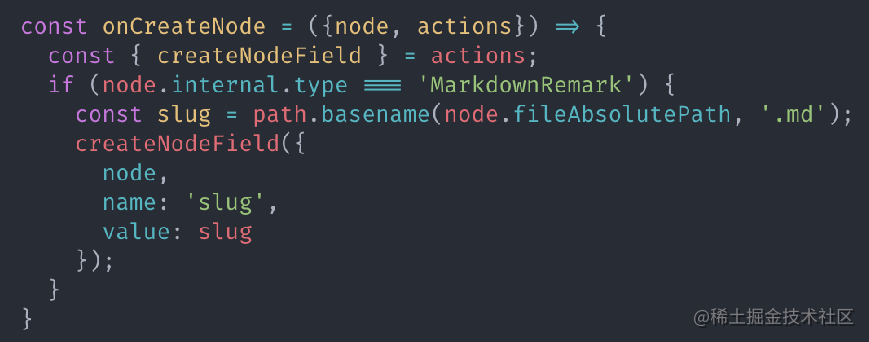 const onCreateNode = ({node, actions}) => {
  const { createNodeField } = actions;
  if (node.internal.type === 'MarkdownRemark') {
    const slug = path.basename(node.fileAbsolutePath, '.md');
    createNodeField({
      node,
      name: 'slug',
      value: slug
    });
  }
}
@稀土掘金技术社区